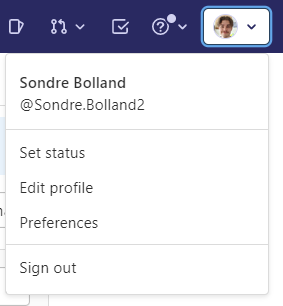 Sondre Bolland
@Sondre.Bolland2
Set status
Edit profile
Preferences
Sign out